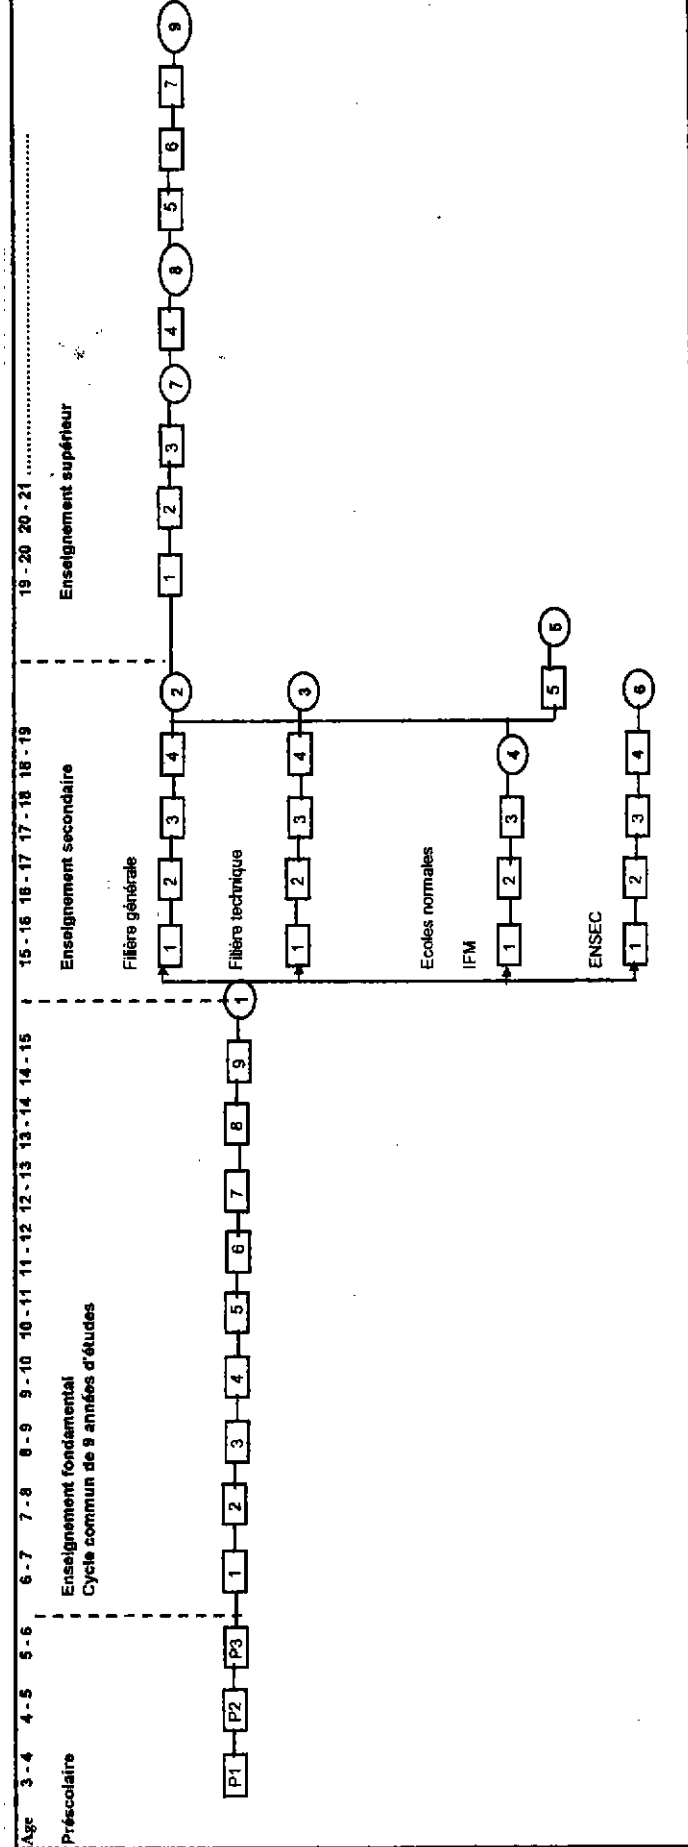 Age 3 - 4 4 - 5 5 - 6 6 - 7 7 - 8 8 - 9 9 - 10 10 - 11 11 - 12 12 - 13 13 - 14 14 - 15 15 - 16 16 - 17 17 - 18 18 - 19 19 - 20 20 - 21 ..............................
Préscolaire
Enseignement fondamental
Cycle commun de 9 années d'études
Enseignement secondaire
Enseignement supérieur
Filière générale
1 2 3 4 2 1 2 3 7 4 8 5 6 7 9
P1 P2 P3 1 2 3 4 5 6 7 8 9 1
Filière technique
1 2 3 4 3
Ecoles normales
IFM
1 2 3 4
5 5
ENSEC
1 2 3 4 6